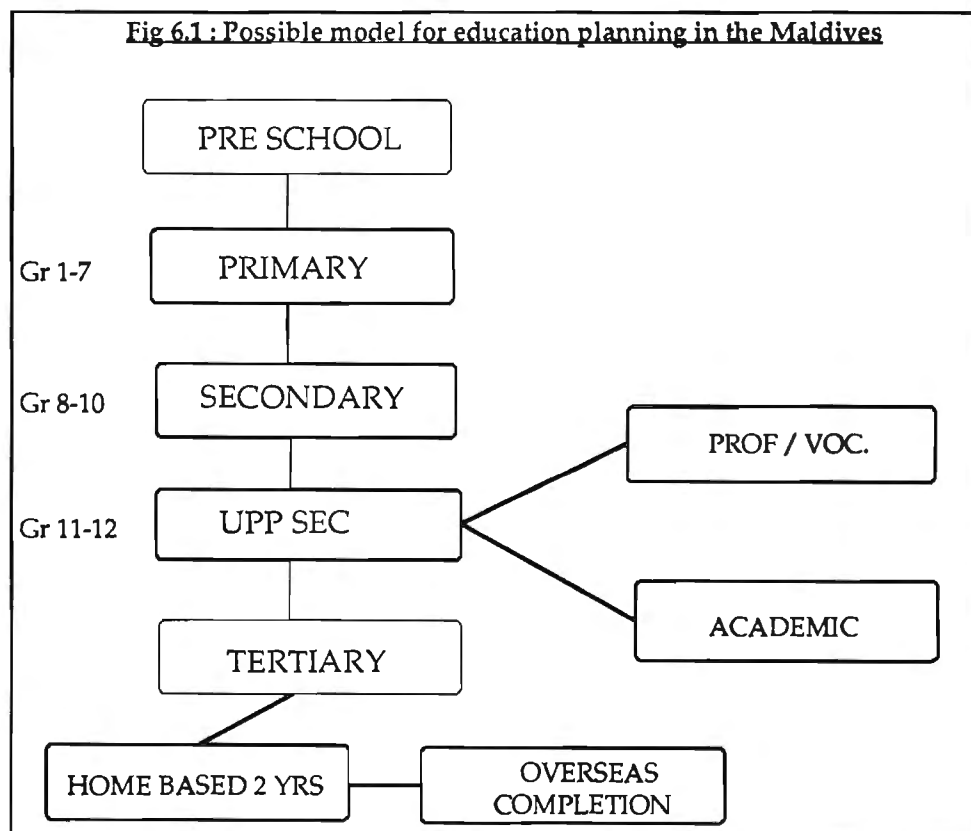 Fig 6.1 : Possible model for education planning in the Maldives
PRE SCHOOL
Gr 1-7
PRIMARY
Gr 8-10
SECONDARY
PROF / VOC.
Gr 11-12
UPP SEC
ACADEMIC
TERTIARY
HOME BASED 2 YRS
OVERSEAS
COMPLETION